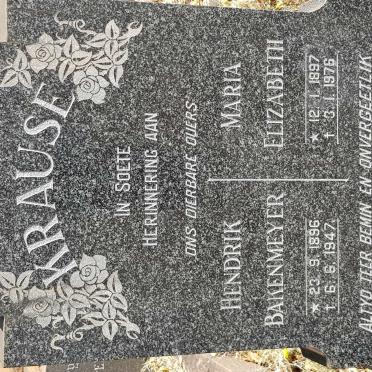 KRAUSE
IN SOETE
HERINNERING AAN
ONS DIERBARE OUERS
HENDRIK
BARENMEYER
* 23. 9. 1896
† 6. 6. 1947
MARIA
ELIZABETH
* 12. 1. 1897
† 3. 1. 1976
ALTYD TEER BEMIN EN ONVERGEETLIK